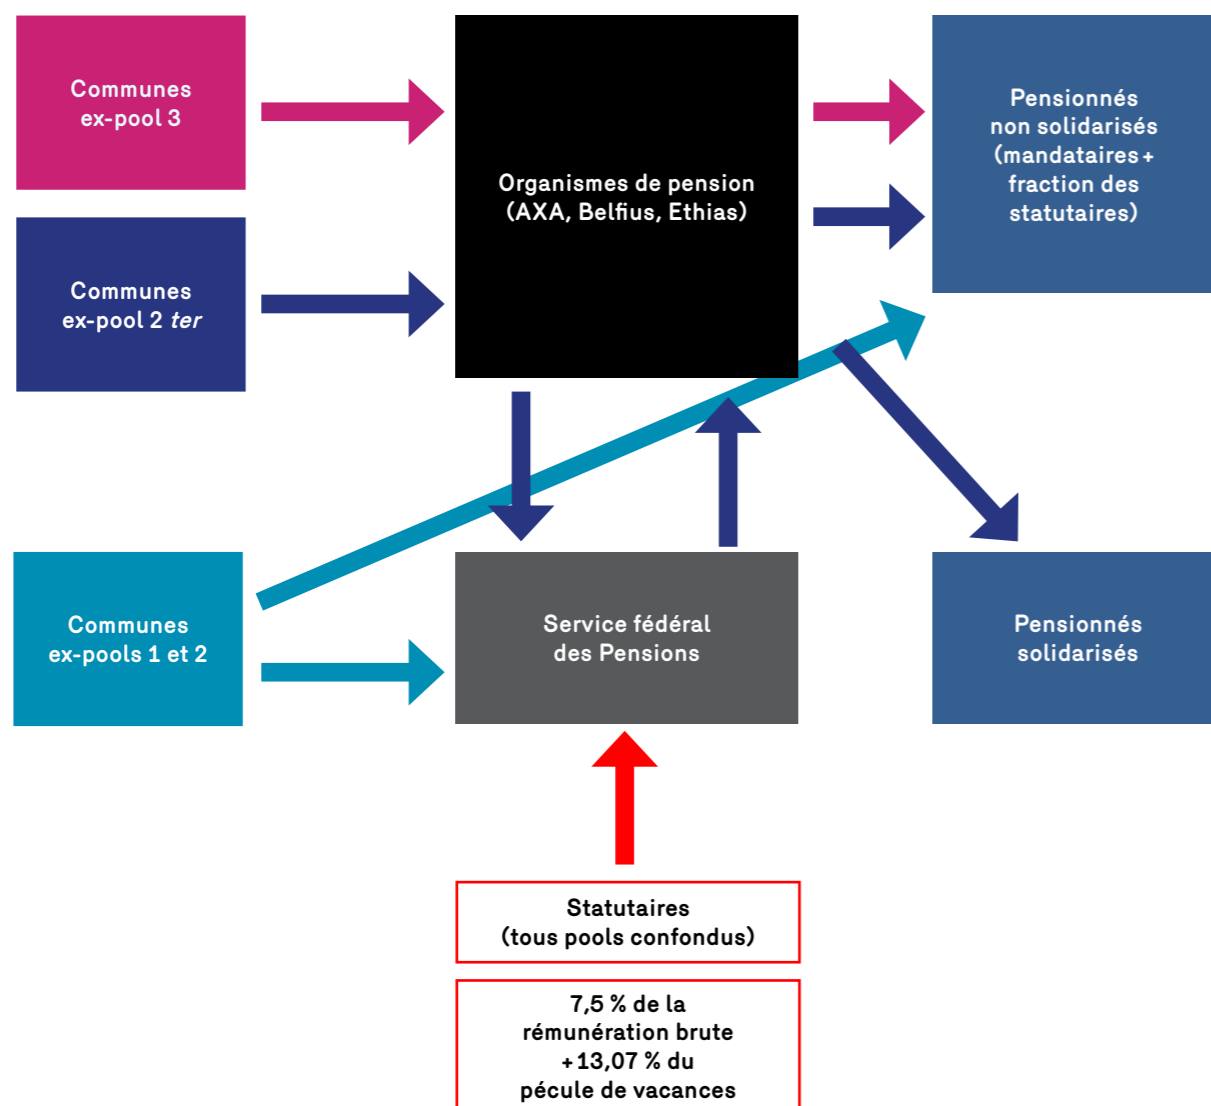 Communes
ex-pool 3
Organismes de pension
(AXA, Belfius, Ethias)
Pensionnés
non solidarisés
(mandataires +
fraction des
statutaires)
Communes
ex-pool 2 ter
Communes
ex-pools 1 et 2
Service fédéral
des Pensions
Pensionnés
solidarisés
Statutaires
(tous pools confondus)
7,5 % de la
rémunération brute
+ 13,07 % du
pécule de vacances